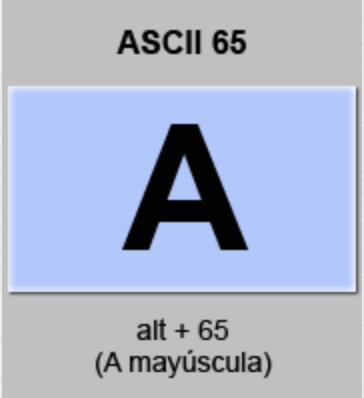 ASCII 65
A
alt + 65
(A mayúscula)